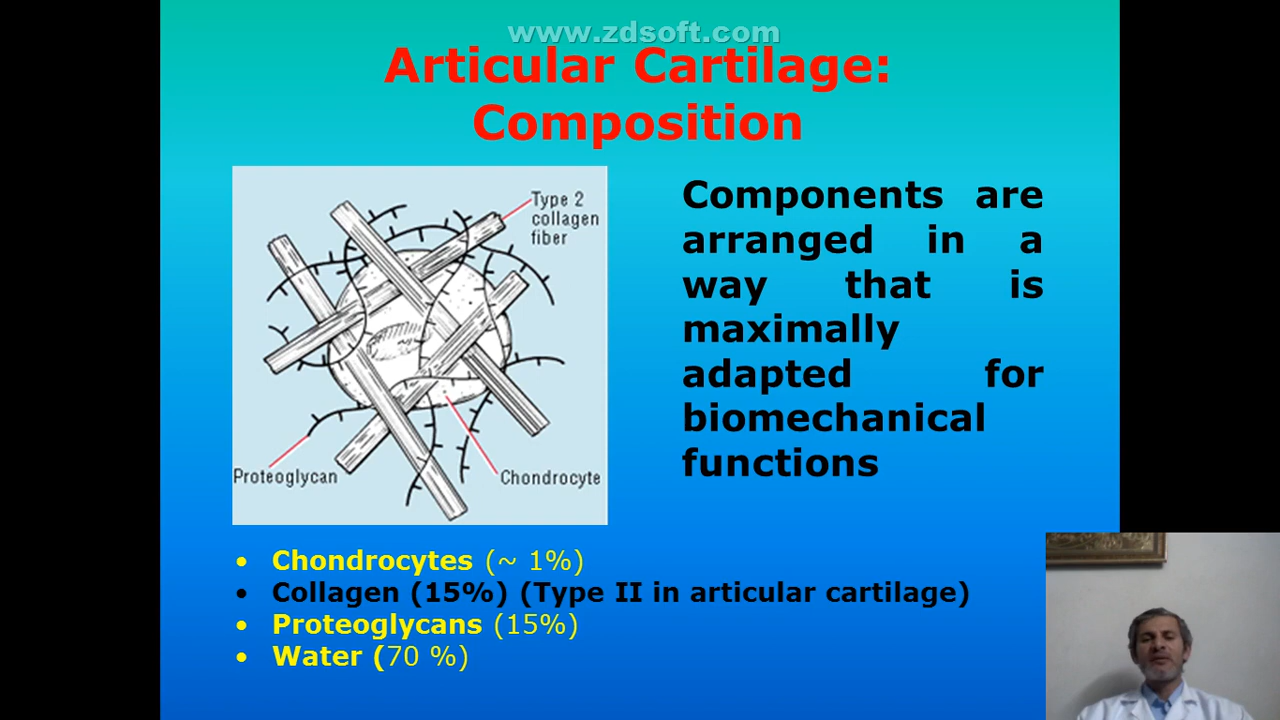 www.zdsoft.com
Articular Cartilage:
Composition
Type 2
collagen
fiber
Proteoglycan
Chondrocyte
Components are
arranged in a
way that is
maximally
adapted for
biomechanical
functions
• Chondrocytes (~ 1%)
• Collagen (15%) (Type II in articular cartilage)
• Proteoglycans (15%)
• Water (70 %)